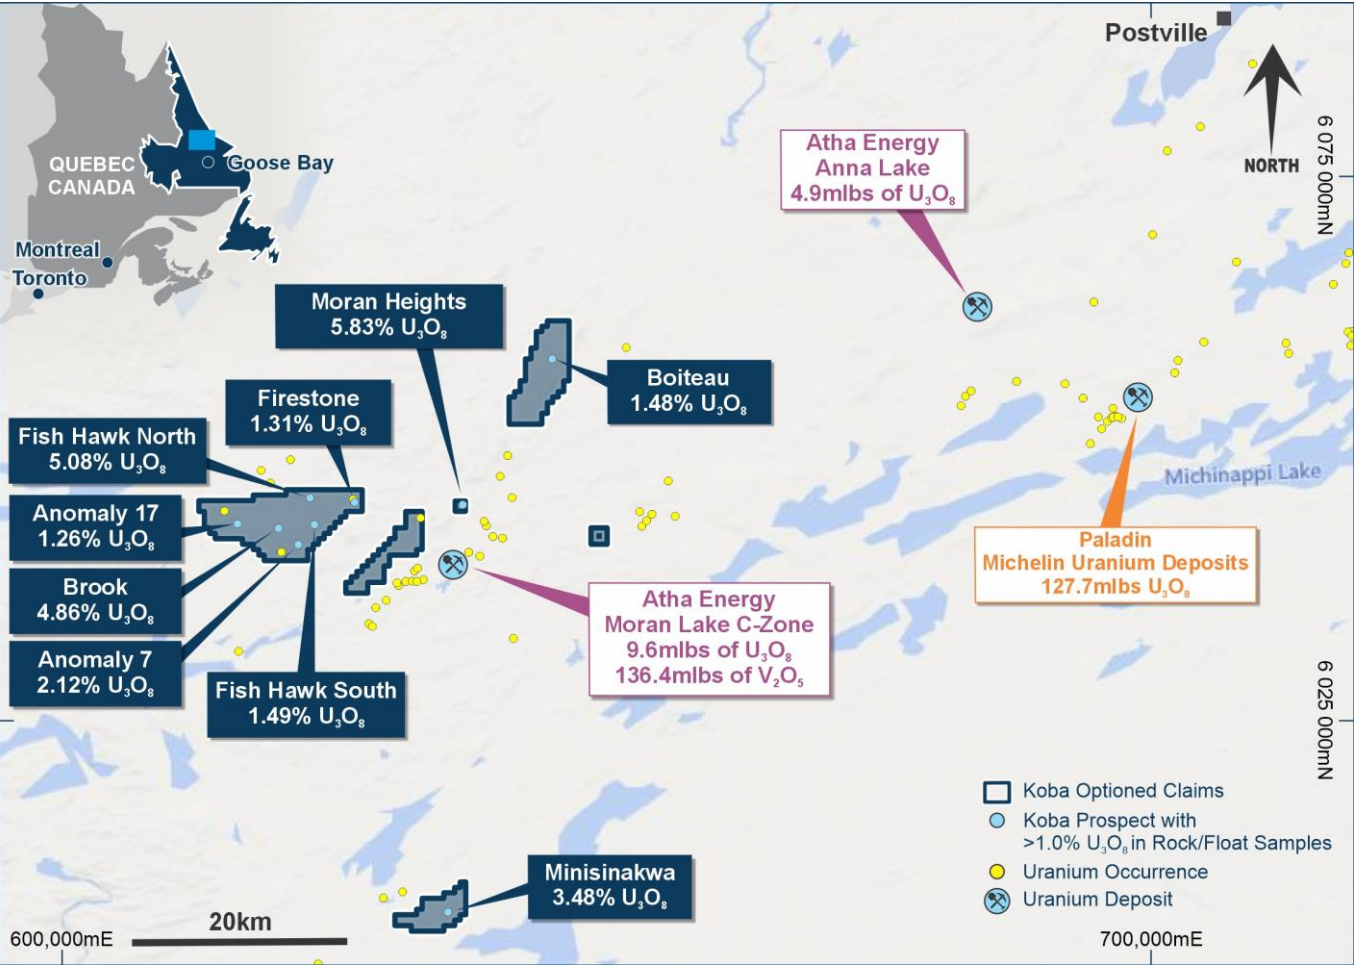 Postville
NORTH
6 075 000mN
QUEBEC
CANADA
Goose Bay
Montreal
Toronto
Atha Energy
Anna Lake
4.9mlbs of U₃O₈
Moran Heights
5.83% U₃O₈
Boiteau
1.48% U₃O₈
Firestone
1.31% U₃O₈
Fish Hawk North
5.08% U₃O₈
Anomaly 17
1.26% U₃O₈
Brook
4.86% U₃O₈
Anomaly 7
2.12% U₃O₈
Fish Hawk South
1.49% U₃O₈
Michinappi Lake
Paladin
Michelin Uranium Deposits
127.7mlbs U₃O₈
Atha Energy
Moran Lake C-Zone
9.6mlbs of U₃O₈
136.4mlbs of V₂O₅
6 025 000mN
Minisinakwa
3.48% U₃O₈
Koba Optioned Claims
Koba Prospect with
>1.0% U₃O₈ in Rock/Float Samples
Uranium Occurrence
Uranium Deposit
20km
600,000mE
700,000mE